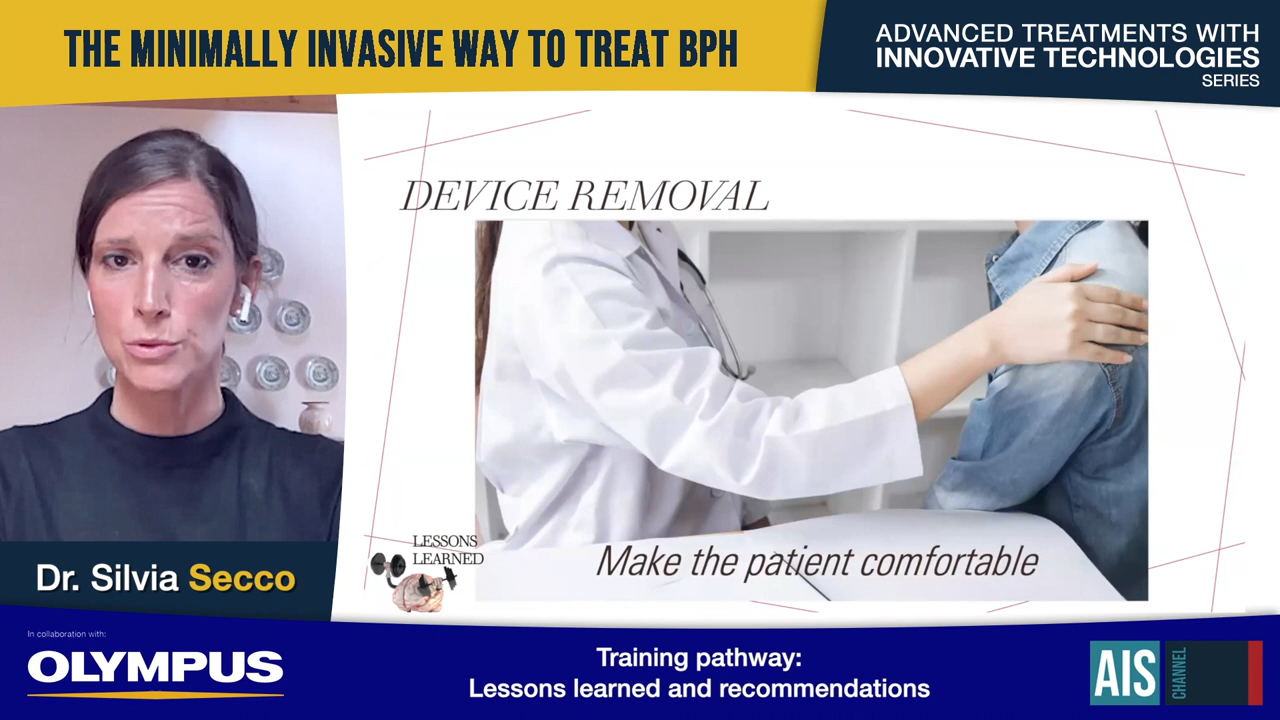 THE MINIMALLY INVASIVE WAY TO TREAT BPH
ADVANCED TREATMENTS WITH
INNOVATIVE TECHNOLOGIES
SERIES
DEVICE REMOVAL
LESSONS
LEARNED
Make the patient comfortable
Dr. Silvia Secco
In collaboration with:
OLYMPUS
Training pathway:
Lessons learned and recommendations
AIS
CHANNEL